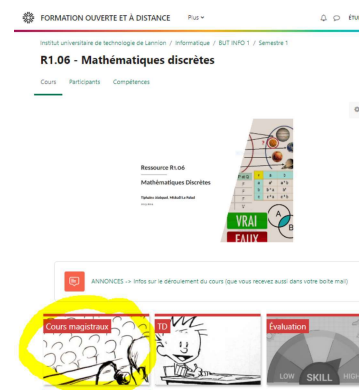 FORMATION OUVERTE ET À DISTANCE Plus
Institut universitaire de technologie de Lannion / Informatique / BUT INFO 1 / Semestre 1
R1.06 - Mathématiques discrètes
Cours Participants Compétences
Ressource R1.06
Mathématiques Discrètes
VRAI
FAUX
A
B
ANNONCES -> Infos sur le déroulement du cours (que vous recevez aussi dans votre boite mail)
Cours magistraux TD Évaluation
LOW SKILL HIGH